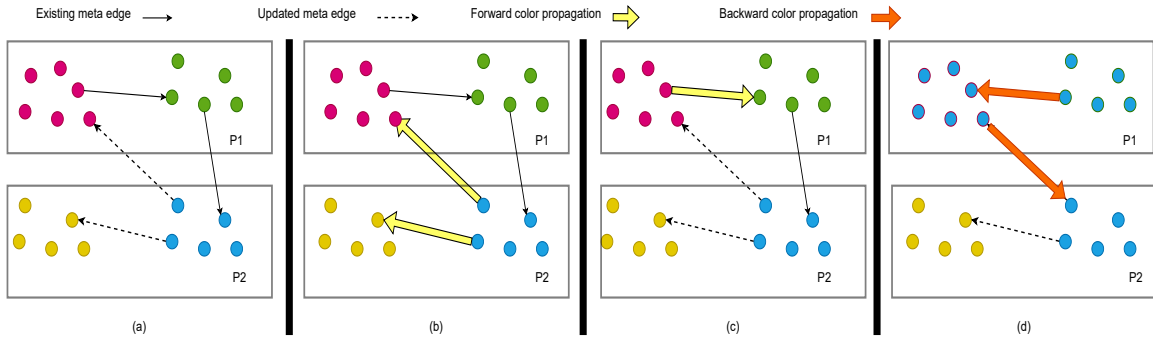 Existing meta edge Updated meta edge Forward color propagation Backward color propagation
P1 P1 P1 P1
P2 P2 P2 P2
(a) (b) (c) (d)